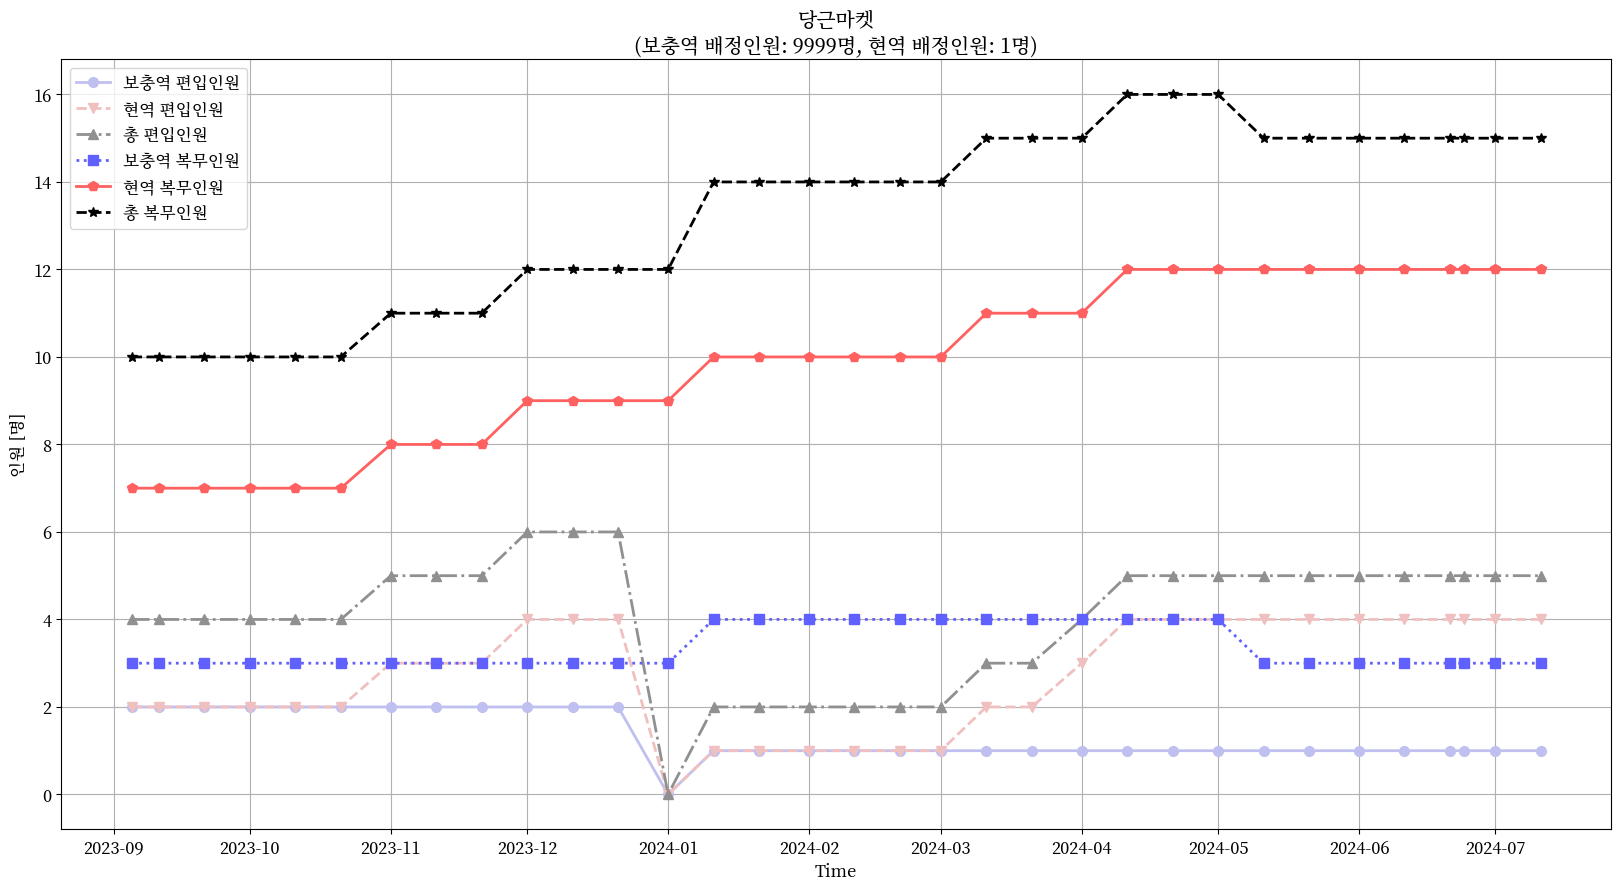 당근마켓
(보충역 배정인원: 9999명, 현역 배정인원: 1명)
보충역 편입인원
현역 편입인원
총 편입인원
보충역 복무인원
현역 복무인원
총 복무인원
16
14
12
10
8
6
4
2
0
인원 [명]
2023-09 2023-10 2023-11 2023-12 2024-01 2024-02 2024-03 2024-04 2024-05 2024-06 2024-07
Time